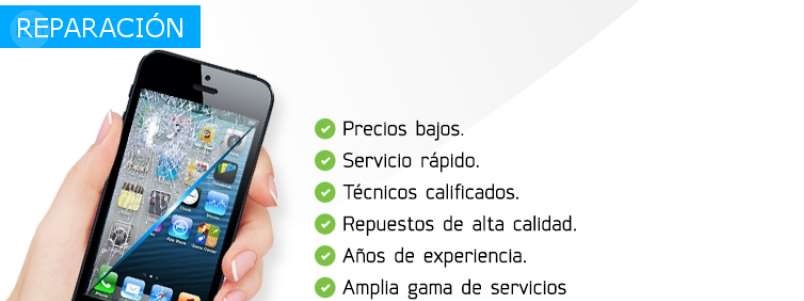 REPARACIÓN
Precios bajos.
Servicio rápido.
Técnicos calificados.
Repuestos de alta calidad.
Años de experiencia.
Amplia gama de servicios